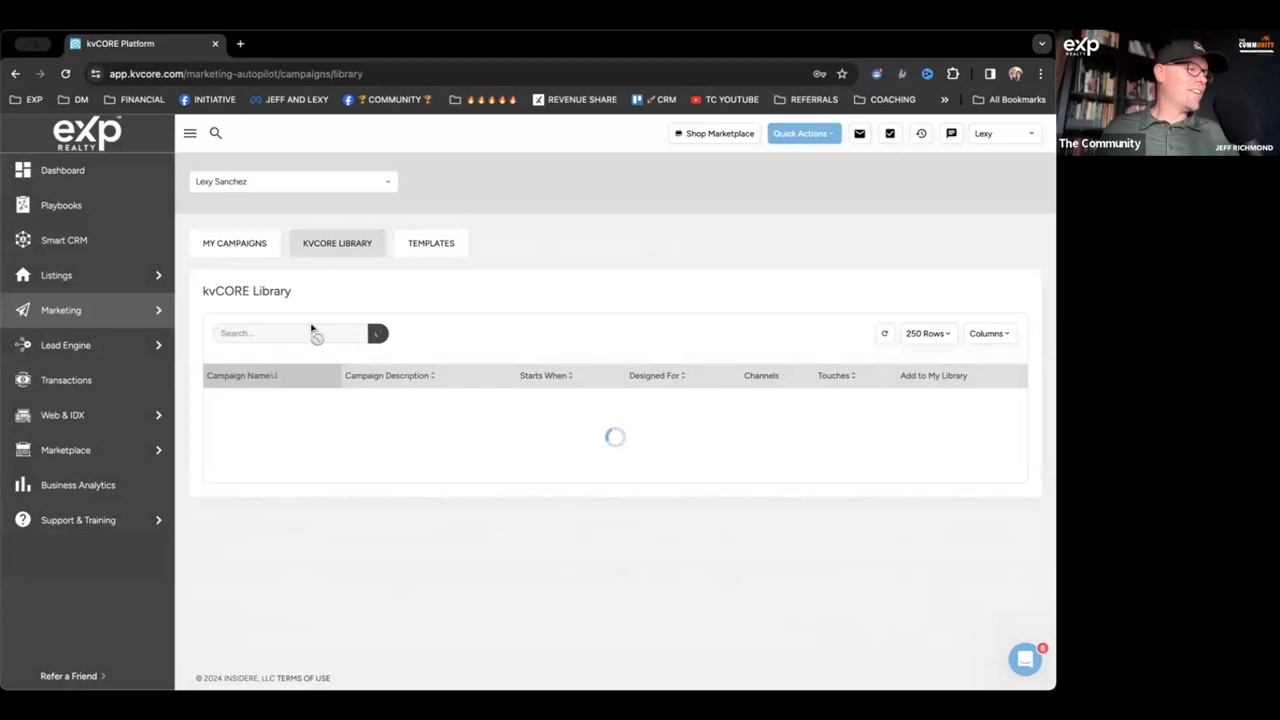 kvCORE Platform
app.kvcore.com/marketing-autopilot/campaigns/library
EXP
DM
FINANCIAL
INITIATIVE
JEFF AND LEXY
COMMUNITY
REVENUE SHARE
CRM
TC YOUTUBE
REFERRALS
COACHING
All Bookmarks
exp
REALTY
Shop Marketplace
Quick Actions
Lexy
Dashboard
Playbooks
Smart CRM
Listings
Marketing
Lead Engine
Transactions
Web & IDX
Marketplace
Business Analytics
Support & Training
Refer a Friend
Lexy Sanchez
MY CAMPAIGNS
KVCORE LIBRARY
TEMPLATES
kvCORE Library
Search...
250 Rows
Columns
Campaign Name
Campaign Description
Starts When
Designed For
Channels
Touches
Add to My Library
© 2024 INSIDERE, LLC TERMS OF USE
6
exp
REALTY
THE
COMMUNITY
The Community
JEFF RICHMOND